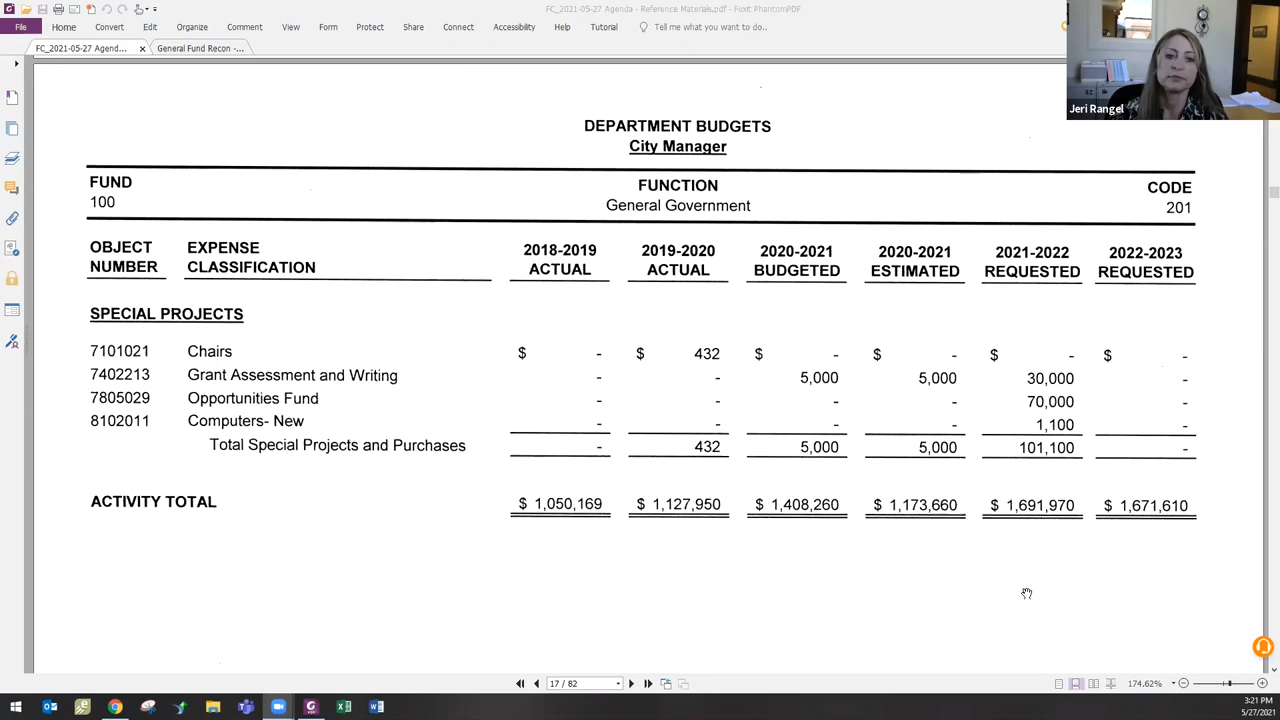 FC_2021-05-27 Agenda - Reference Materials.pdf - Foxit PhantomPDF
File Home Convert Edit Organize Comment View Form Protect Share Connect Accessibility Help Tutorial Tell me what you want to do...
FC_2021-05-27 Agend... × General Fund Recon -...
Jeri Rangel
DEPARTMENT BUDGETS
City Manager
FUND FUNCTION CODE
100 General Government 201
OBJECT EXPENSE 2018-2019 2019-2020 2020-2021 2020-2021 2021-2022 2022-2023
NUMBER CLASSIFICATION ACTUAL ACTUAL BUDGETED ESTIMATED REQUESTED REQUESTED
SPECIAL PROJECTS
7101021 Chairs $ - $ 432 $ - $ - $ - $ -
7402213 Grant Assessment and Writing - - 5,000 5,000 30,000 -
7805029 Opportunities Fund - - - - 70,000 -
8102011 Computers- New - - - - 1,100 -
Total Special Projects and Purchases - 432 5,000 5,000 101,100 -
ACTIVITY TOTAL $ 1,050,169 $ 1,127,950 $ 1,408,260 $ 1,173,660 $ 1,691,970 $ 1,671,610
17 / 82 174.62%
3:21 PM
5/27/2021